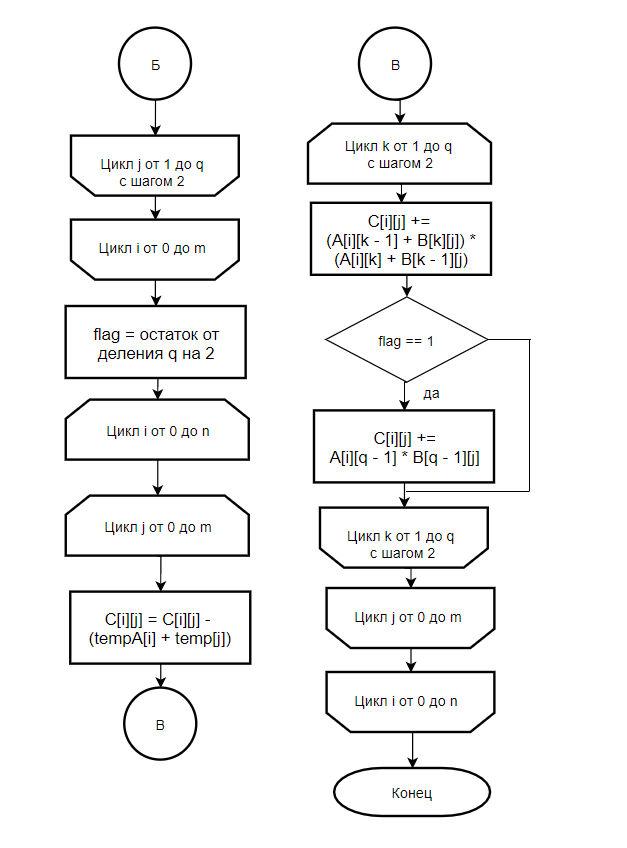 Б
Цикл j от 1 до q
с шагом 2
Цикл i от 0 до m
flag = остаток от
деления q на 2
Цикл i от 0 до n
Цикл j от 0 до m
C[i][j] = C[i][j] -
(tempA[i] + temp[j])
В
В
Цикл k от 1 до q
с шагом 2
C[i][j] +=
(A[i][k - 1] + B[k][j]) *
(A[i][k] + B[k - 1][j)
flag == 1
да
C[i][j] +=
A[i][q - 1] * B[q - 1][j]
Цикл k от 1 до q
с шагом 2
Цикл j от 0 до m
Цикл i от 0 до n
Конец